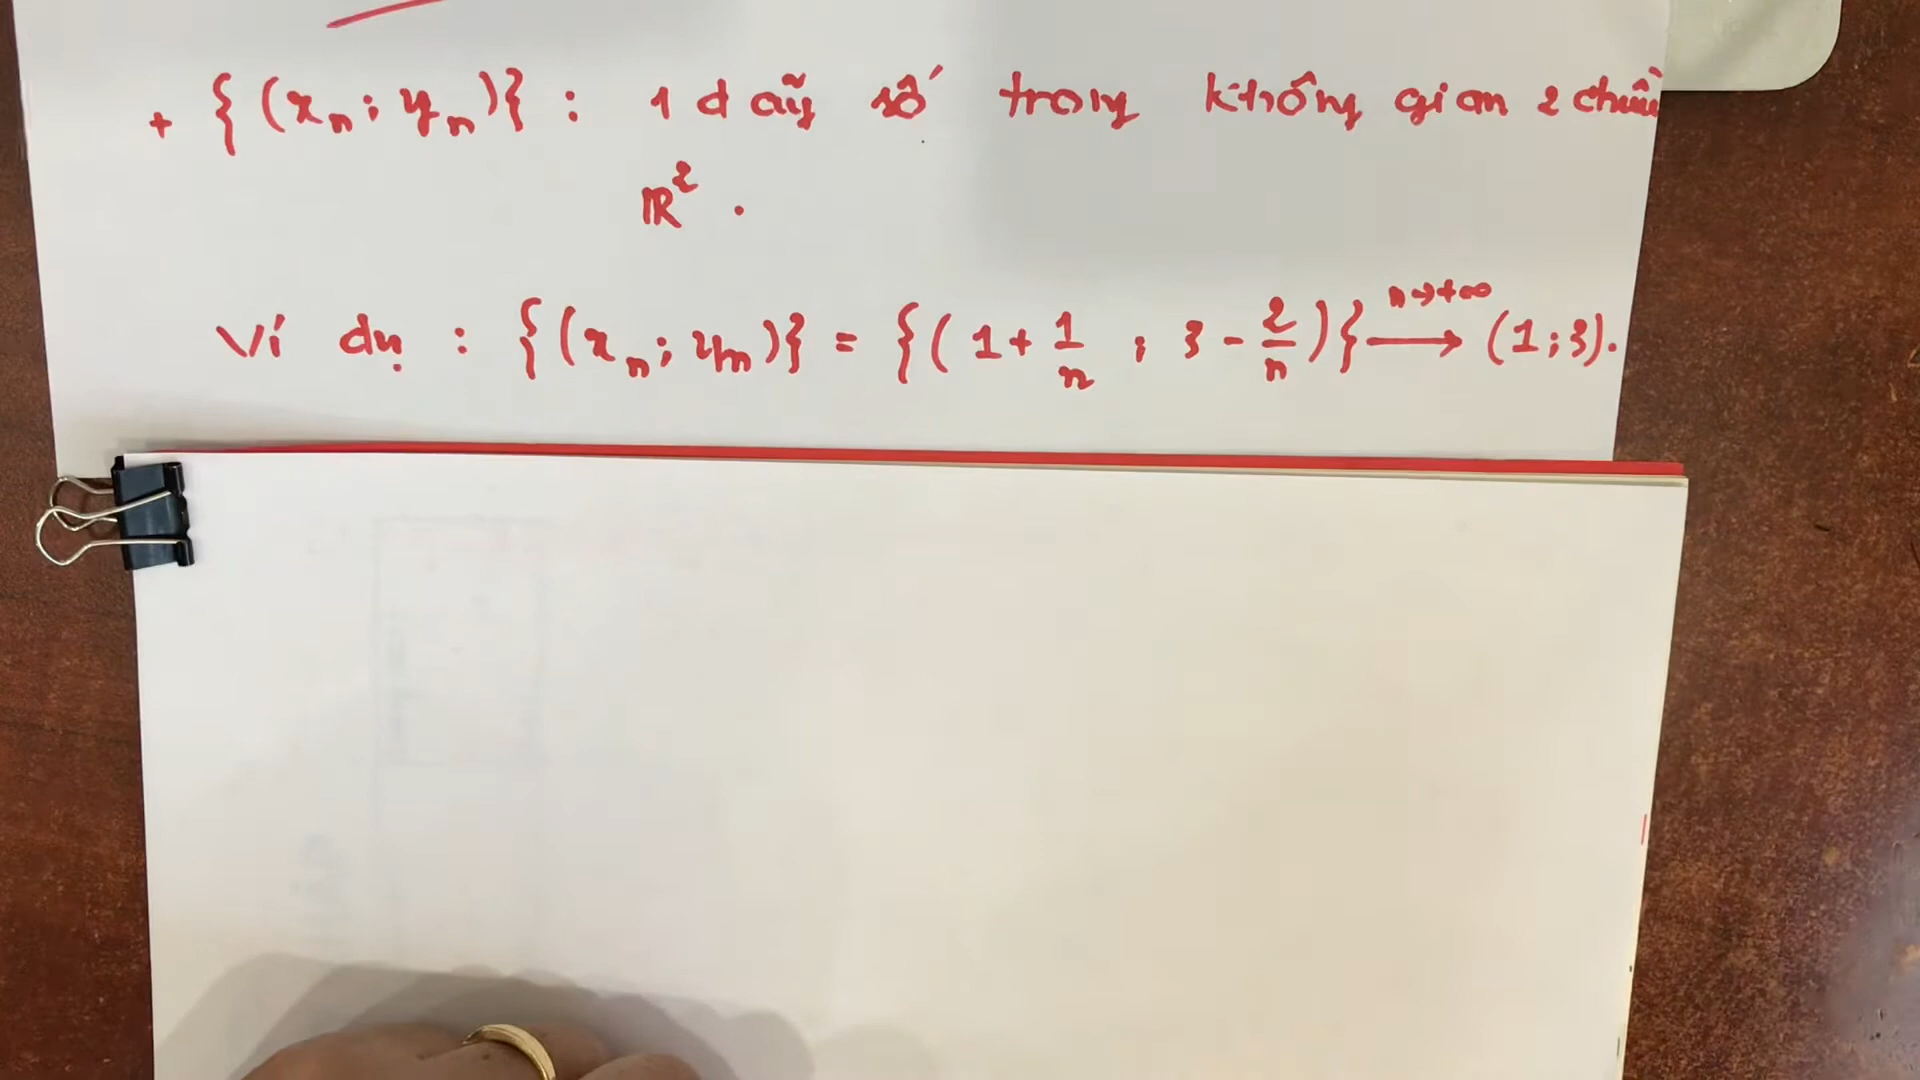 + {(xₙ; yₙ)} : 1 dãy số trong không gian 2 chiều
ℝ² .
Ví dụ : {(xₙ; yₙ)} = {(1 + 1/n ; 3 - 2/n)} —n→+∞→ (1;3).